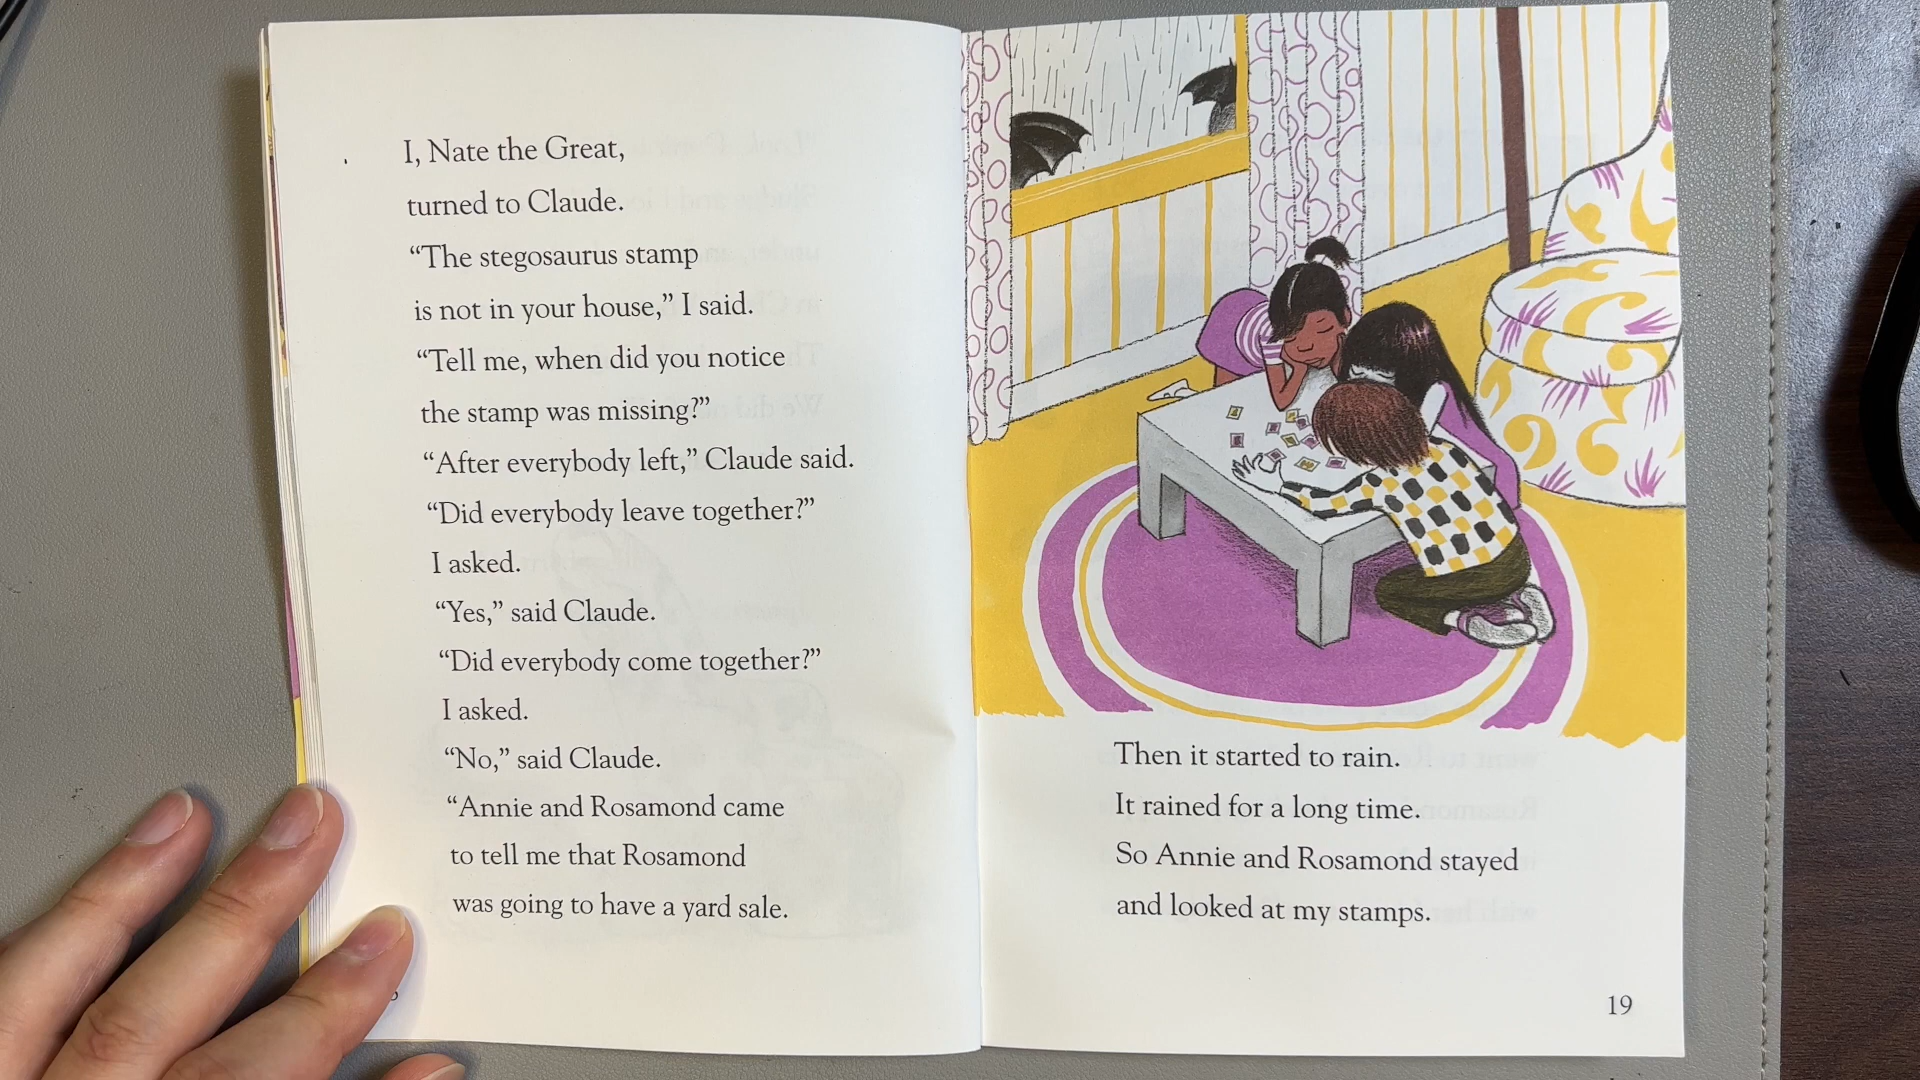 I, Nate the Great,
turned to Claude.
“The stegosaurus stamp
is not in your house,” I said.
“Tell me, when did you notice
the stamp was missing?”
“After everybody left,” Claude said.
“Did everybody leave together?”
I asked.
“Yes,” said Claude.
“Did everybody come together?”
I asked.
“No,” said Claude.
“Annie and Rosamond came
to tell me that Rosamond
was going to have a yard sale.
Then it started to rain.
It rained for a long time.
So Annie and Rosamond stayed
and looked at my stamps.
19